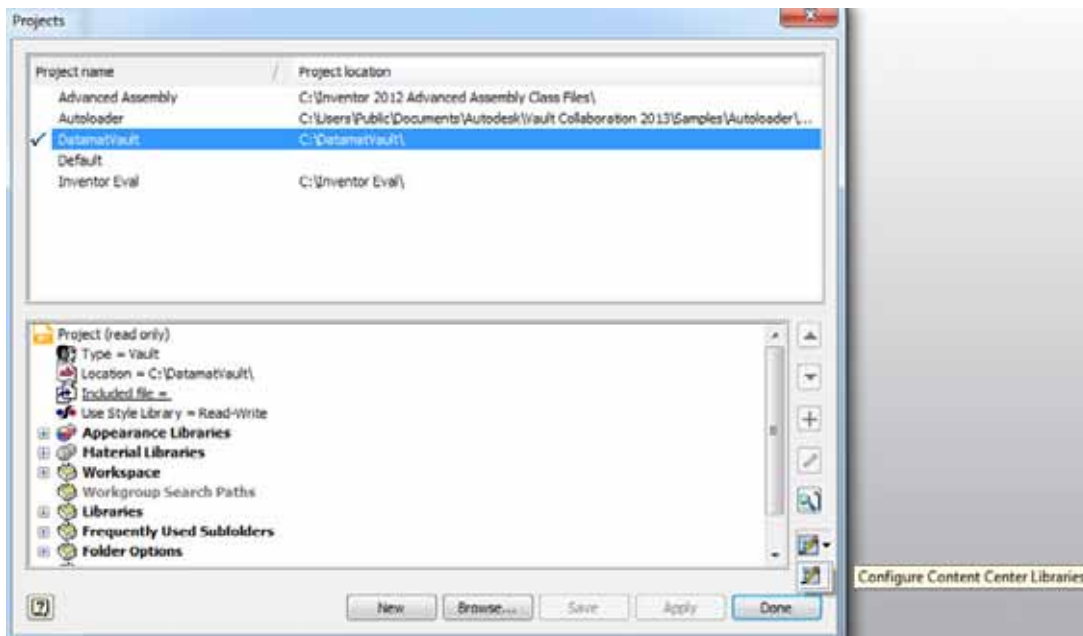 Projects
Project name / Project location
Advanced Assembly C:\Inventor 2012 Advanced Assembly Class Files\
Autoloader C:\Users\Public\Documents\Autodesk\Vault Collaboration 2013\Samples\Autoloader\...
DatamatVault C:\DatamatVault\
Default
Inventor Eval C:\Inventor Eval\
Project (read only)
Type = Vault
Location = C:\DatamatVault\
Included file =
Use Style Library = Read-Write
Appearance Libraries
Material Libraries
Workspace
Workgroup Search Paths
Libraries
Frequently Used Subfolders
Folder Options
Configure Content Center Libraries
New Browse... Save Apply Done